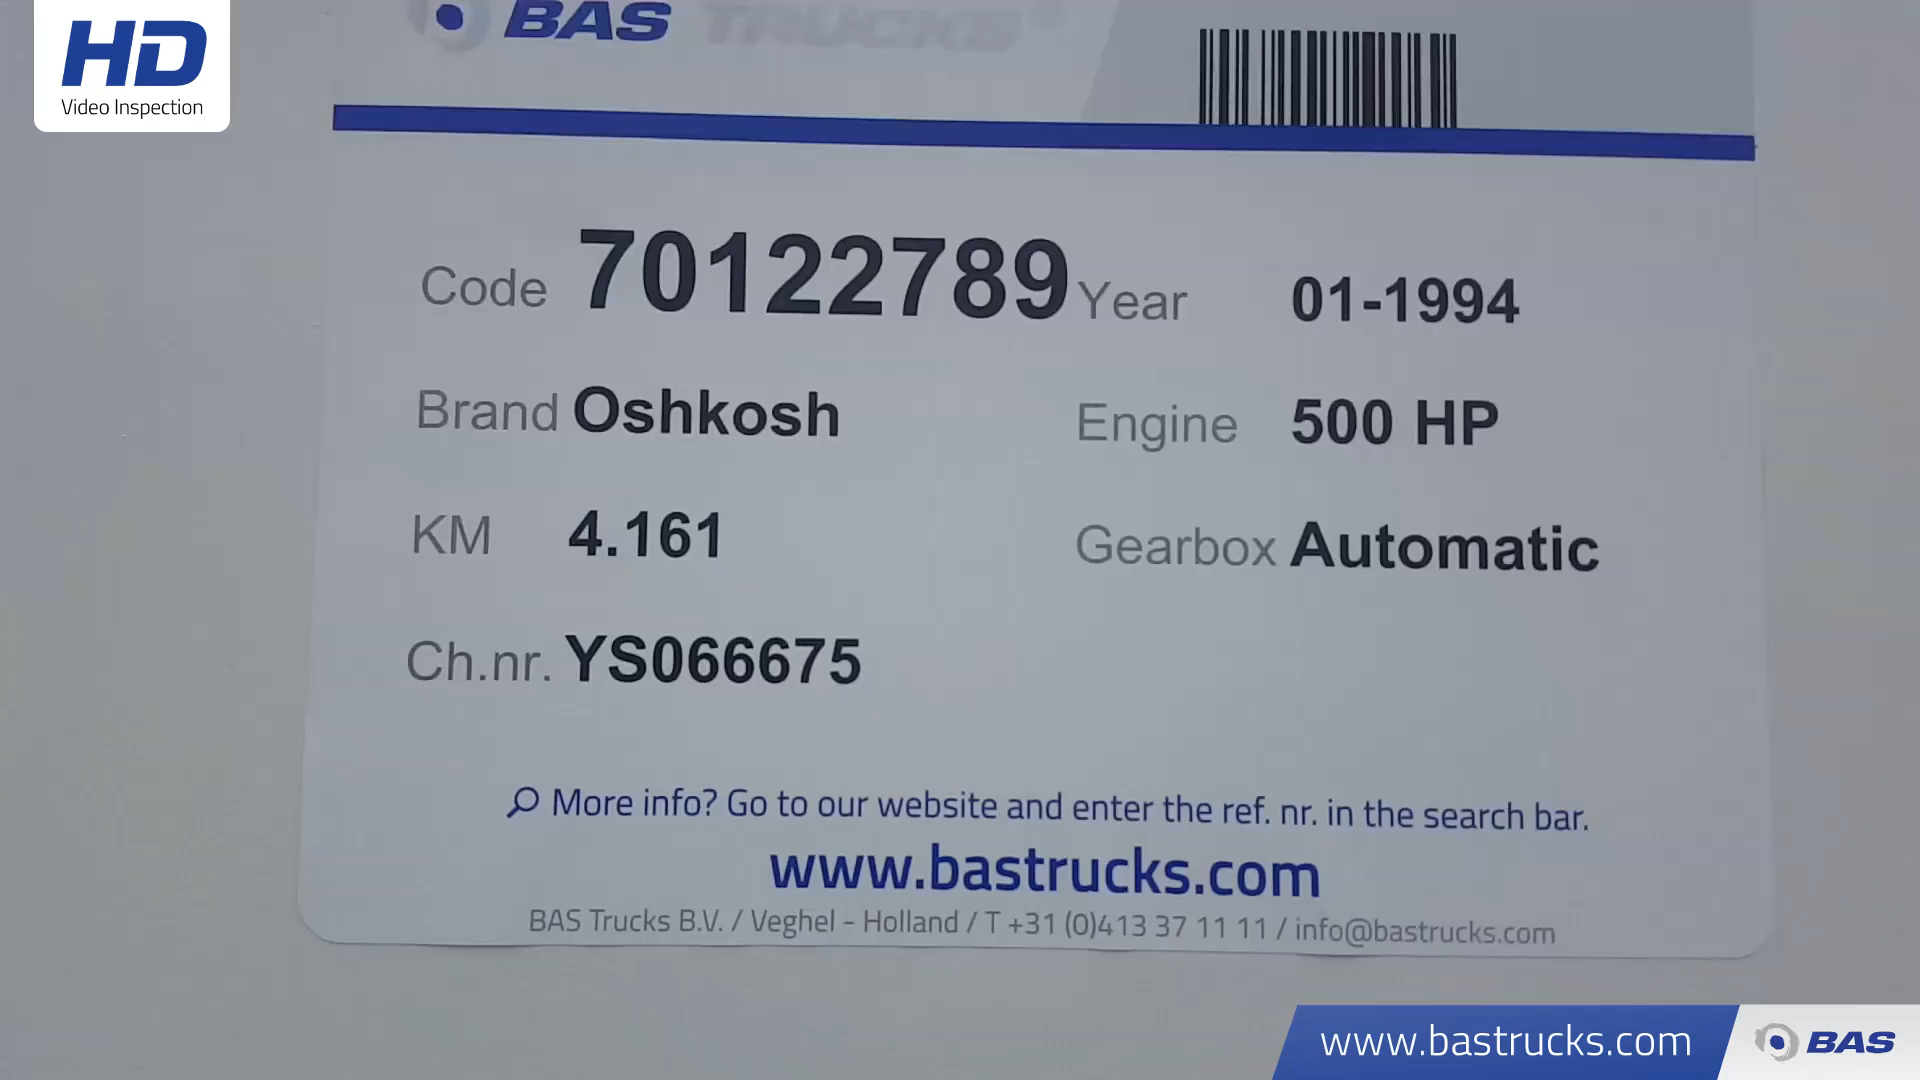 HD
Video Inspection
BAS TRUCKS
Code 70122789 Year 01-1994
Brand Oshkosh Engine 500 HP
KM 4.161 Gearbox Automatic
Ch.nr. YS066675
More info? Go to our website and enter the ref. nr. in the search bar.
www.bastrucks.com
BAS Trucks B.V. / Veghel - Holland / T +31 (0)413 37 11 11 / info@bastrucks.com
www.bastrucks.com BAS